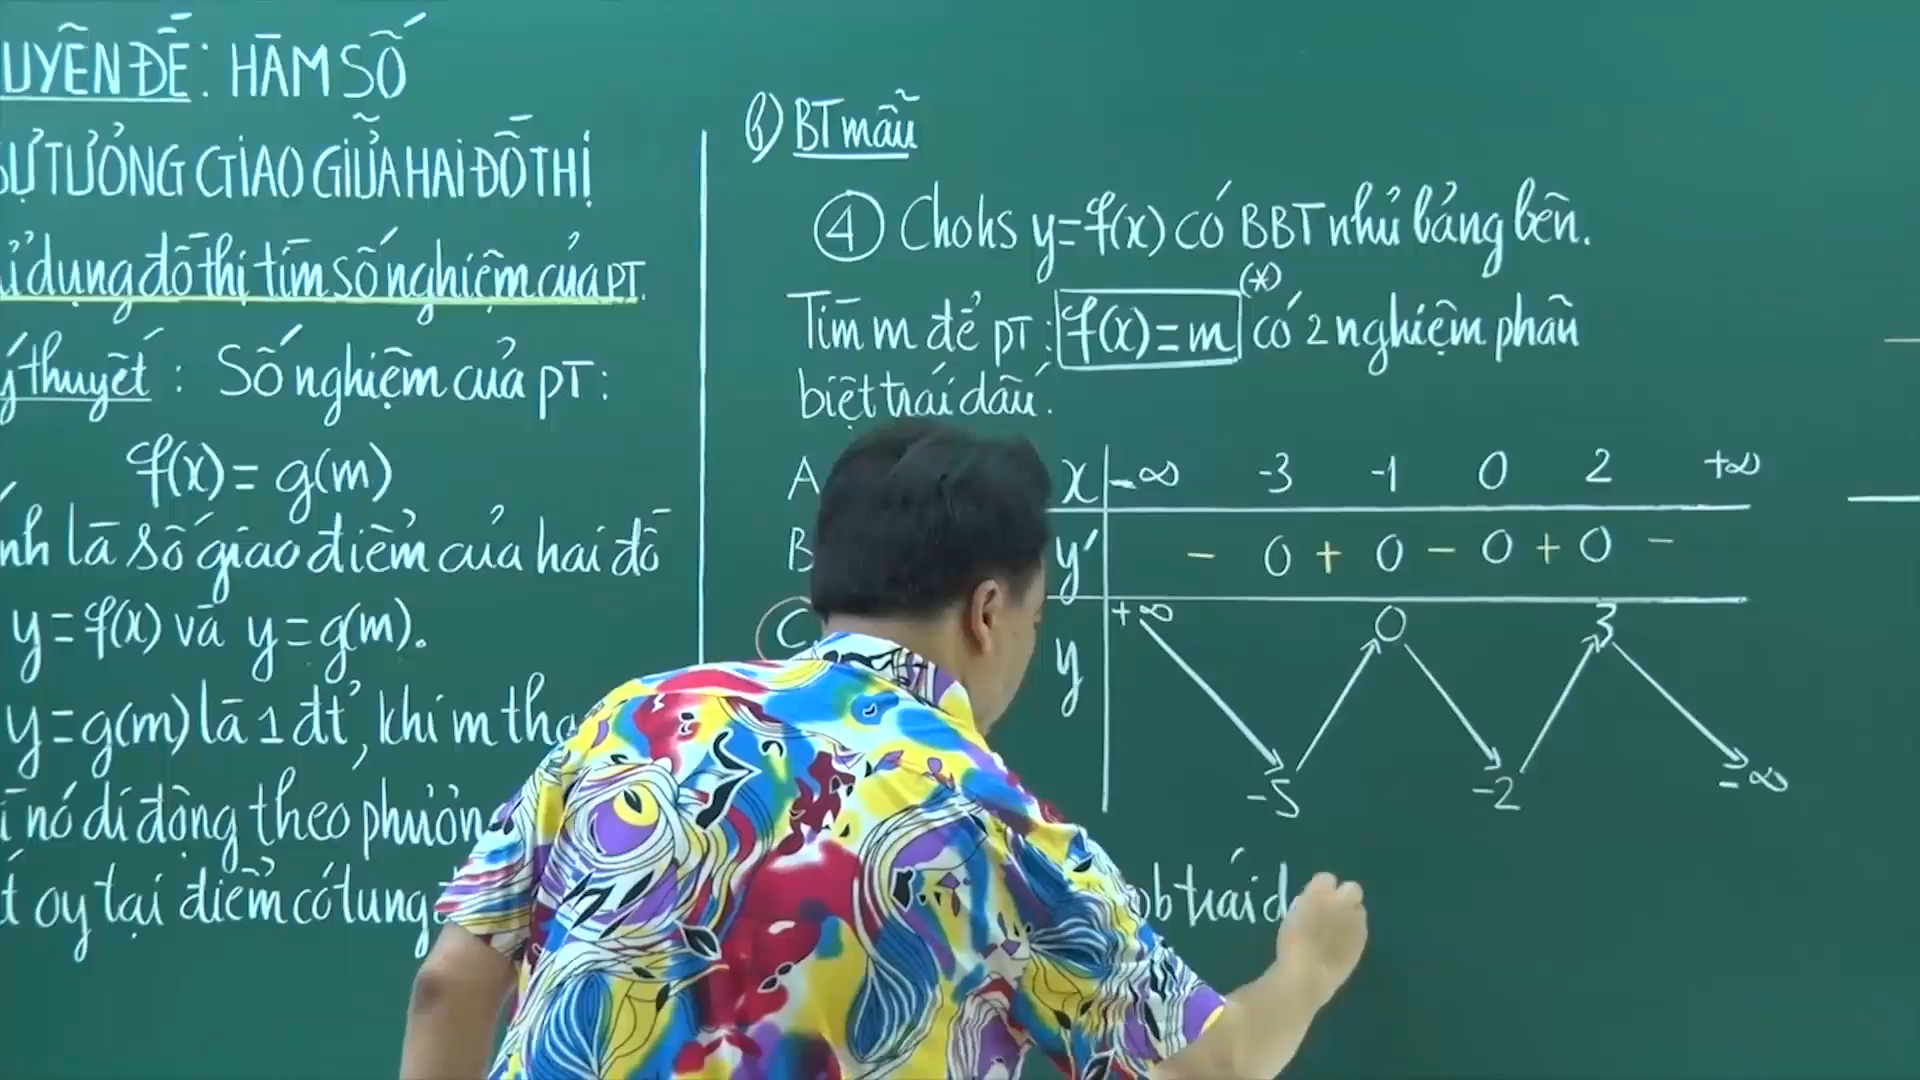 UYÊN ĐỀ: HÀM SỐ
SỰ TƯƠNG GIAO GIỮA HAI ĐỒ THỊ
dụng đồ thị tìm số nghiệm của PT.
ý thuyết : Số nghiệm của PT:
f(x) = g(m)
nh là số giao điểm của hai đồ
y=f(x) và y=g(m).
y=g(m) là 1 đt, khi m tha
nó di động theo phươn
oy tại điểm có tung
b) BT mẫu
④ Cho hs y=f(x) có BBT như bảng bên.
Tìm m để PT: f(x)=m (*) có 2 nghiệm phân
biệt trái dấu.
A
B
C.
x -∞ -3 -1 0 2 +∞
y' - 0 + 0 - 0 + 0 -
y +∞ -5 0 -2 3 -∞
pb trái d